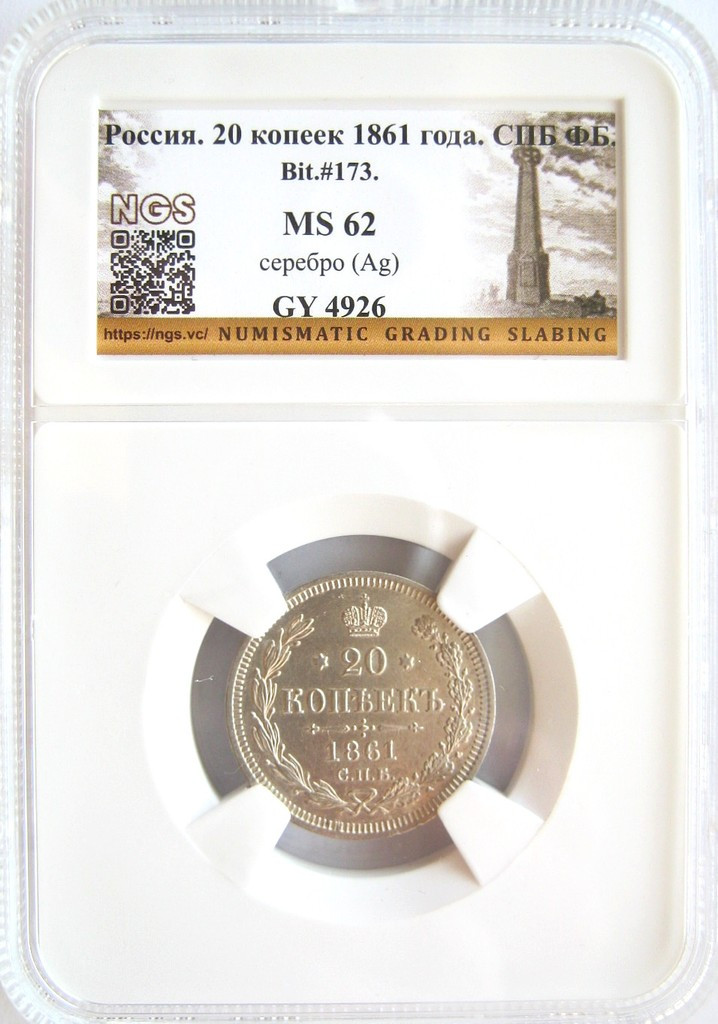 Россия. 20 копеек 1861 года. СПБ ФБ.
Bit.#173.
NGS
MS 62
серебро (Ag)
GY 4926
https://ngs.vc/ NUMISMATIC GRADING SLABING
20
КОПѢЕКЪ
1861
С.П.Б.